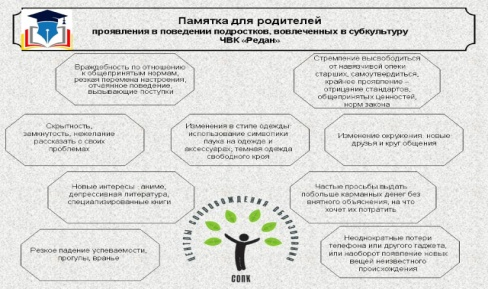 Памятка для родителей
проявления в поведении подростков, вовлеченных в субкультуру
ЧВК «Редан»
Враждебность по отношению
к общепринятым нормам,
резкая перемена настроения,
отчаянное поведение,
вызывающие поступки
Стремление высвободиться
от навязчивой опеки
старших, самоутвердиться,
крайнее проявление –
отрицание стандартов,
общепринятых ценностей,
норм закона
Скрытность,
замкнутость, нежелание
рассказать о своих
проблемах
Изменения в стиле одежды:
использование символики
паука на одежде и
аксессуарах, темная одежда
свободного кроя
Изменение окружения: новые
друзья и круг общения
Новые интересы : аниме,
депрессивная литература,
специализированные книги
Частые просьбы выдать
побольше карманных денег без
внятного объяснения, на что
хочет их потратить
Резкое падение успеваемости,
прогулы, вранье
Неоднократные потери
телефона или другого гаджета,
или наоборот появление новых
вещей неизвестного
происхождения
СОПК